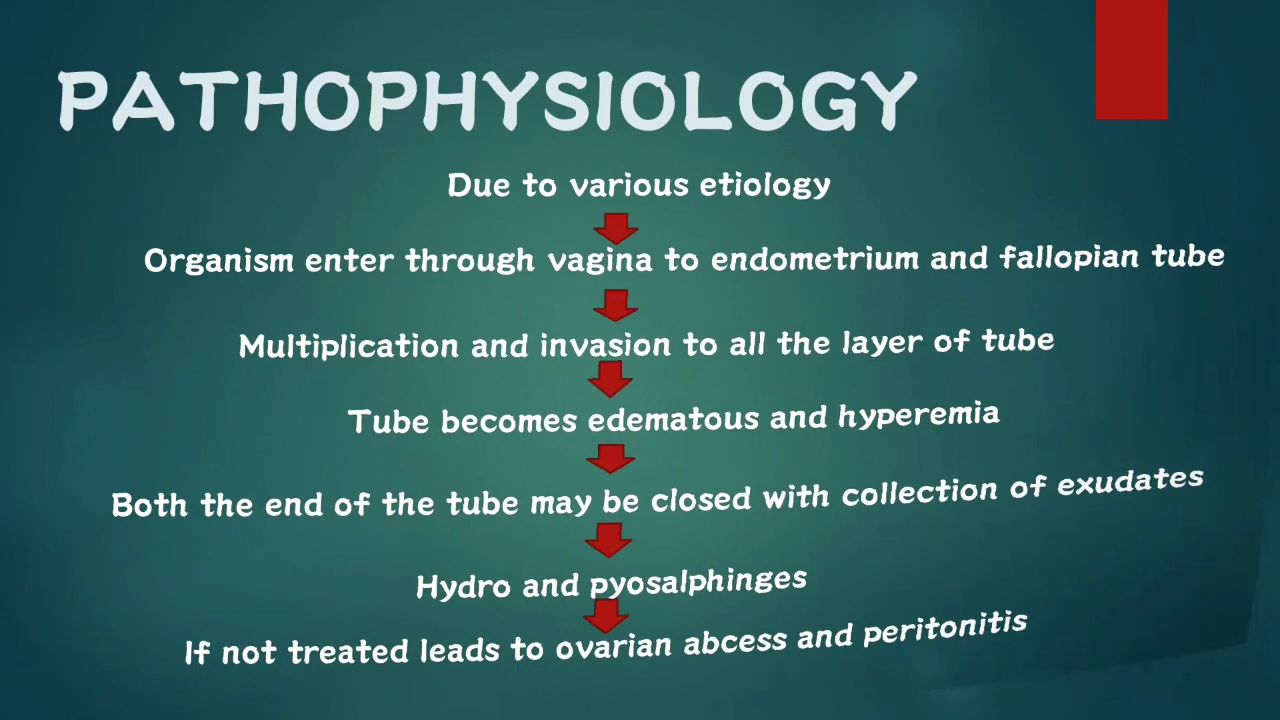 PATHOPHYSIOLOGY
Due to various etiology
Organism enter through vagina to endometrium and fallopian tube
Multiplication and invasion to all the layer of tube
Tube becomes edematous and hyperemia
Both the end of the tube may be closed with collection of exudates
Hydro and pyosalphinges
If not treated leads to ovarian abcess and peritonitis